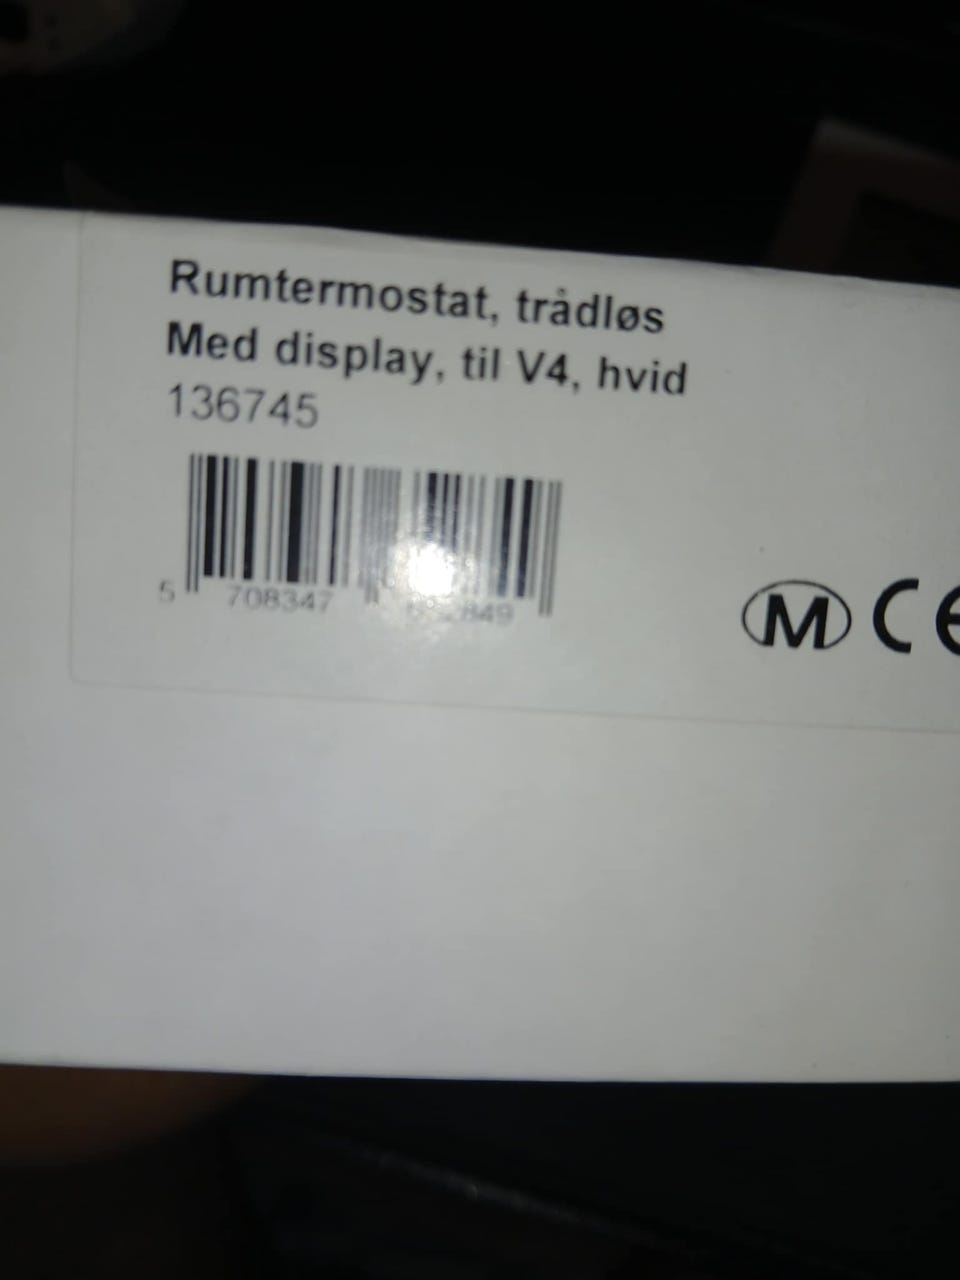 Rumtermostat, trådløs
Med display, til V4, hvid
136745
5 708347
M CE